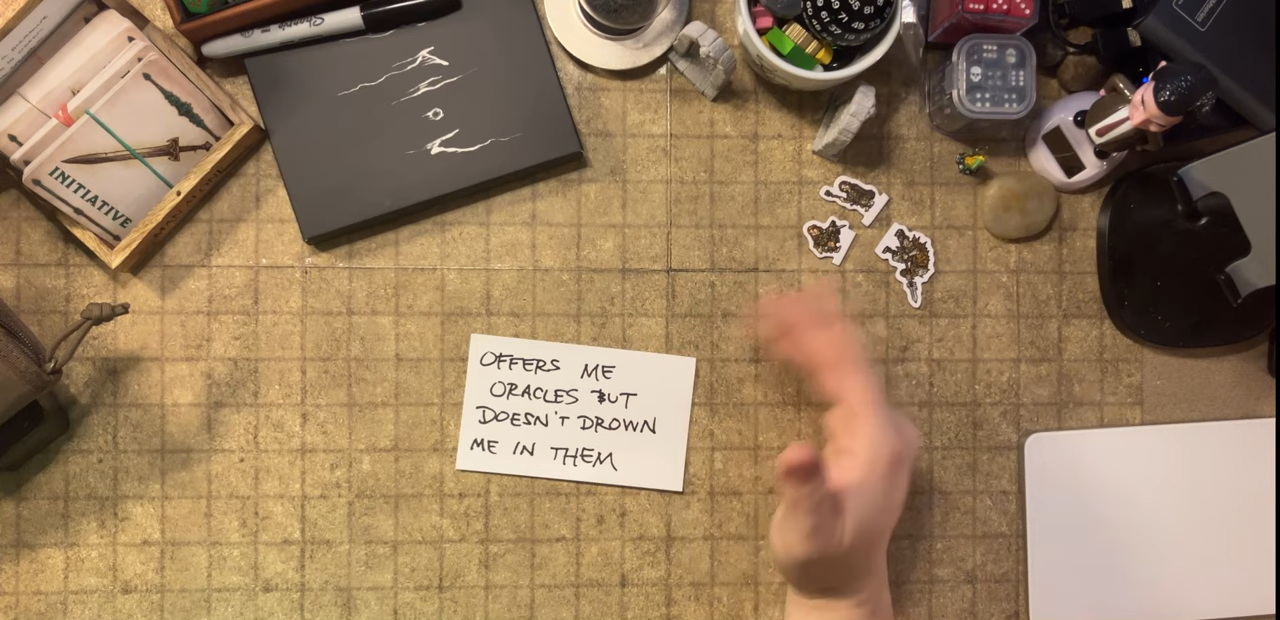 Sharpie
INITIATIVE
OFFERS ME
ORACLES BUT
DOESN'T DROWN
ME IN THEM